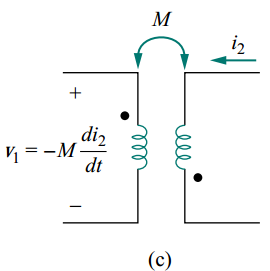 M
i₂
+
v₁ = −M di₂/dt
−
(c)